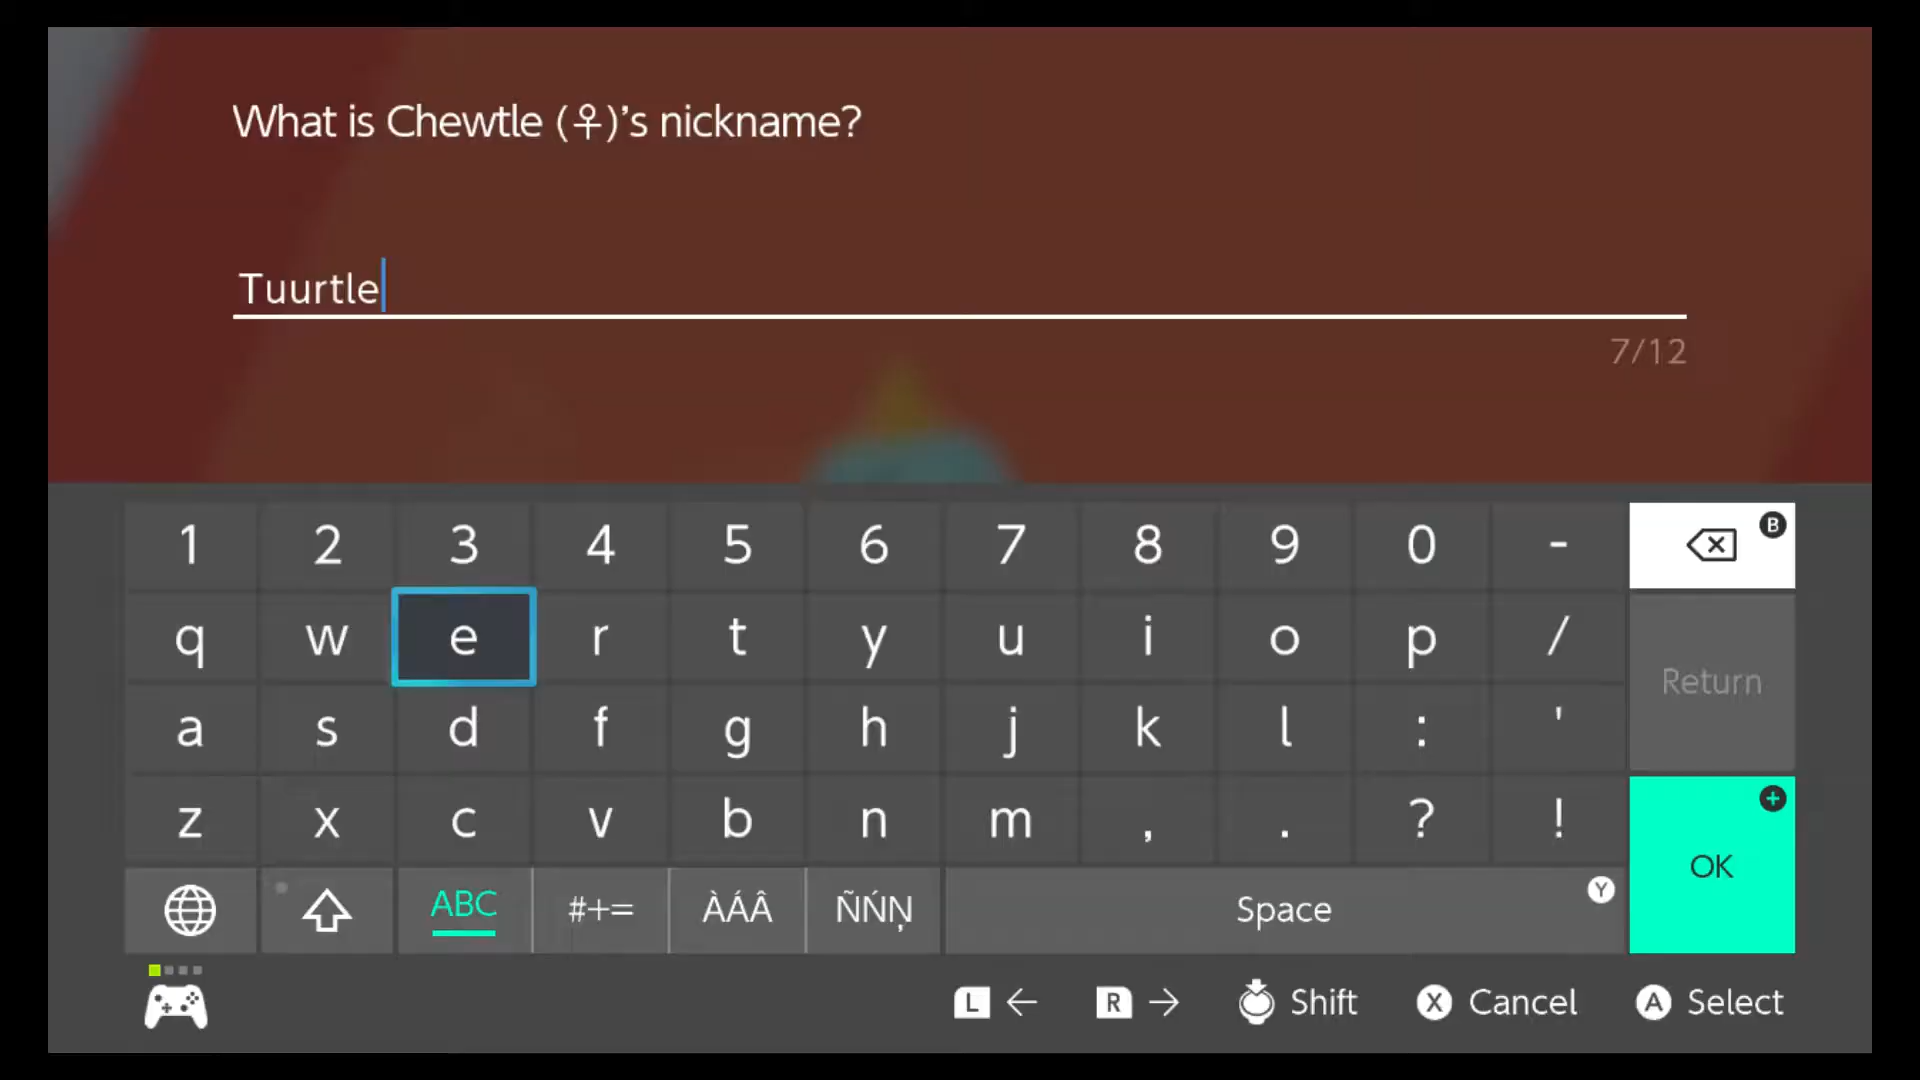 What is Chewtle (♀)'s nickname?
Tuurtle
7/12
1 2 3 4 5 6 7 8 9 0 - B
q w e r t y u i o p /
Return
a s d f g h j k l : '
z x c v b n m , . ? !
OK
ABC #+= ÀÁÂ ÑŃŅ Space Y
L ← R → Shift X Cancel A Select